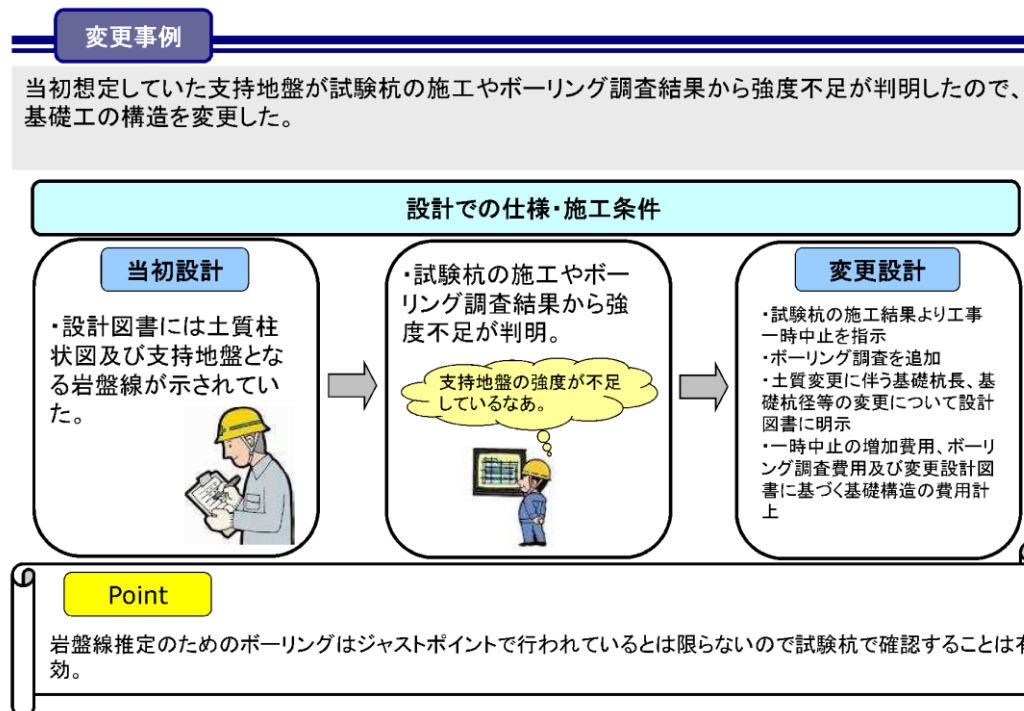 変更事例
当初想定していた支持地盤が試験杭の施工やボーリング調査結果から強度不足が判明したので、
基礎工の構造を変更した。
設計での仕様・施工条件
当初設計
・設計図書には土質柱
状図及び支持地盤とな
る岩盤線が示されてい
た。
・試験杭の施工やボー
リング調査結果から強
度不足が判明。
支持地盤の強度が不足
しているなあ。
変更設計
・試験杭の施工結果より工事
一時中止を指示
・ボーリング調査を追加
・土質変更に伴う基礎杭長、基
礎杭径等の変更について設計
図書に明示
・一時中止の増加費用、ボーリ
ング調査費用及び変更設計図
書に基づく基礎構造の費用計
上
Point
岩盤線推定のためのボーリングはジャストポイントで行われているとは限らないので試験杭で確認することは有
効。